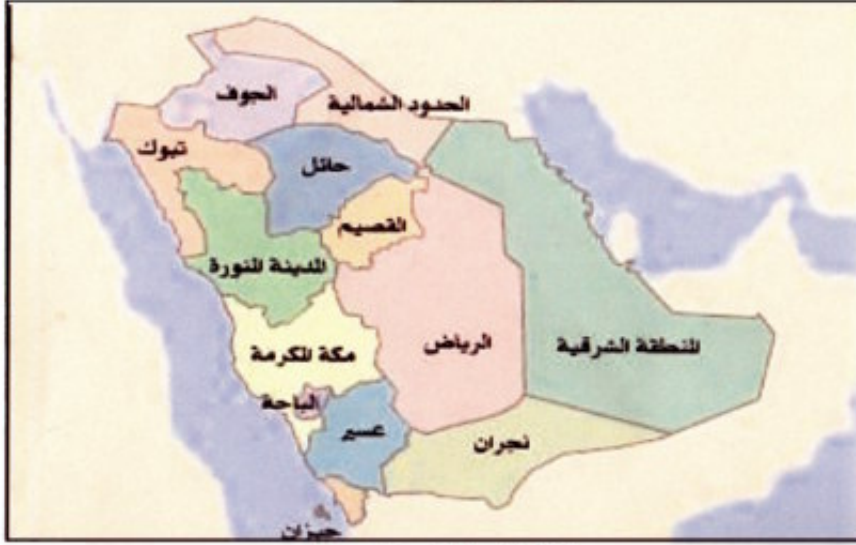 الجوف
الحدود الشمالية
تبوك
حائل
القصيم
المدينة المنورة
الرياض
المنطقة الشرقية
مكة المكرمة
الباحة
عسير
نجران
جيزان